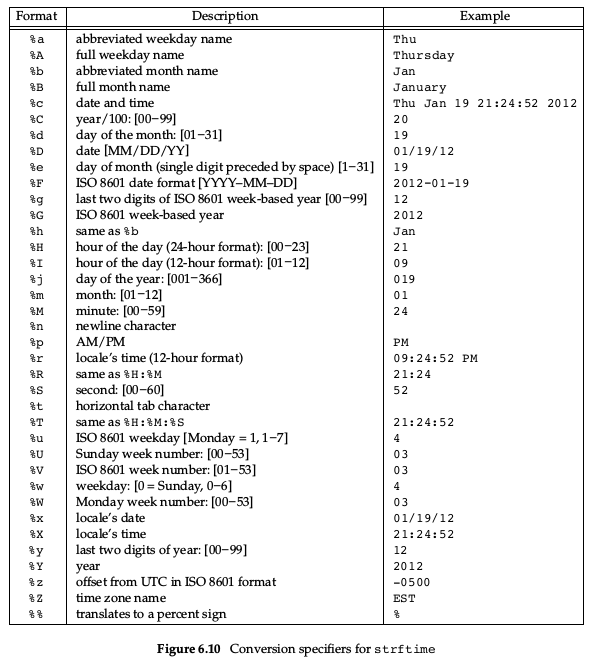 Format Description Example
%a abbreviated weekday name Thu
%A full weekday name Thursday
%b abbreviated month name Jan
%B full month name January
%c date and time Thu Jan 19 21:24:52 2012
%C year/100: [00–99] 20
%d day of the month: [01–31] 19
%D date [MM/DD/YY] 01/19/12
%e day of month (single digit preceded by space) [1–31] 19
%F ISO 8601 date format [YYYY–MM–DD] 2012-01-19
%g last two digits of ISO 8601 week-based year [00–99] 12
%G ISO 8601 week-based year 2012
%h same as %b Jan
%H hour of the day (24-hour format): [00–23] 21
%I hour of the day (12-hour format): [01–12] 09
%j day of the year: [001–366] 019
%m month: [01–12] 01
%M minute: [00–59] 24
%n newline character
%p AM/PM PM
%r locale's time (12-hour format) 09:24:52 PM
%R same as %H:%M 21:24
%S second: [00–60] 52
%t horizontal tab character
%T same as %H:%M:%S 21:24:52
%u ISO 8601 weekday [Monday = 1, 1–7] 4
%U Sunday week number: [00–53] 03
%V ISO 8601 week number: [01–53] 03
%w weekday: [0 = Sunday, 0–6] 4
%W Monday week number: [00–53] 03
%x locale's date 01/19/12
%X locale's time 21:24:52
%y last two digits of year: [00–99] 12
%Y year 2012
%z offset from UTC in ISO 8601 format -0500
%Z time zone name EST
%% translates to a percent sign %
Figure 6.10 Conversion specifiers for strftime